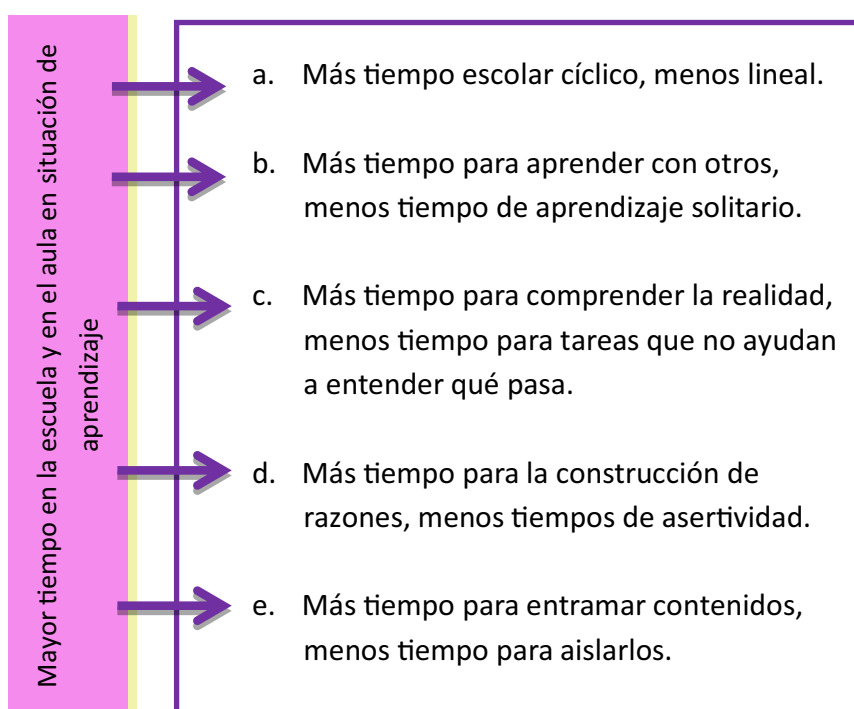 Mayor tiempo en la escuela y en el aula en situación de
aprendizaje
a. Más tiempo escolar cíclico, menos lineal.
b. Más tiempo para aprender con otros,
menos tiempo de aprendizaje solitario.
c. Más tiempo para comprender la realidad,
menos tiempo para tareas que no ayudan
a entender qué pasa.
d. Más tiempo para la construcción de
razones, menos tiempos de asertividad.
e. Más tiempo para entramar contenidos,
menos tiempo para aislarlos.